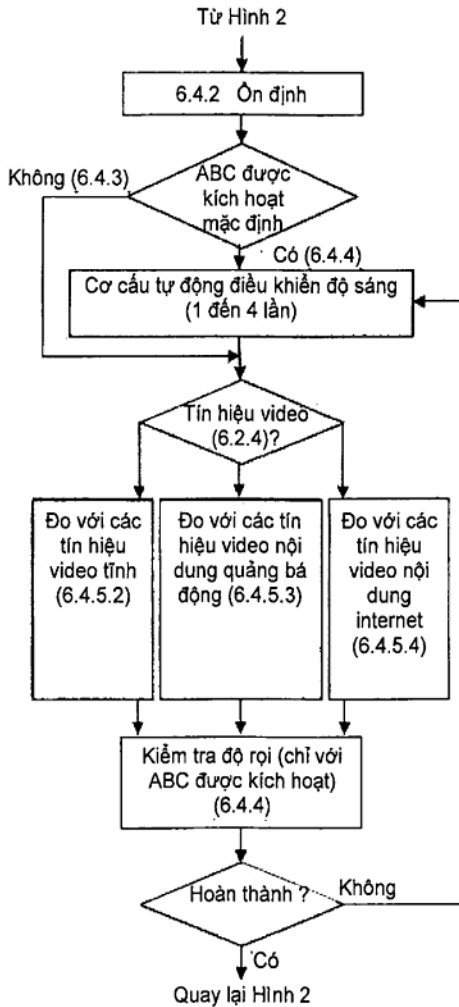 Từ Hình 2
6.4.2 Ổn định
Không (6.4.3)
ABC được
kích hoạt
mặc định
Có (6.4.4)
Cơ cấu tự động điều khiển độ sáng
(1 đến 4 lần)
Tín hiệu video
(6.2.4)?
Đo với các
tín hiệu
video tĩnh
(6.4.5.2)
Đo với các tín
hiệu video nội
dung quảng bá
động (6.4.5.3)
Đo với các
tín hiệu
video nội
dung
internet
(6.4.5.4)
Kiểm tra độ rọi (chỉ với
ABC được kích hoạt)
(6.4.4)
Hoàn thành ?
Không
Có
Quay lại Hình 2